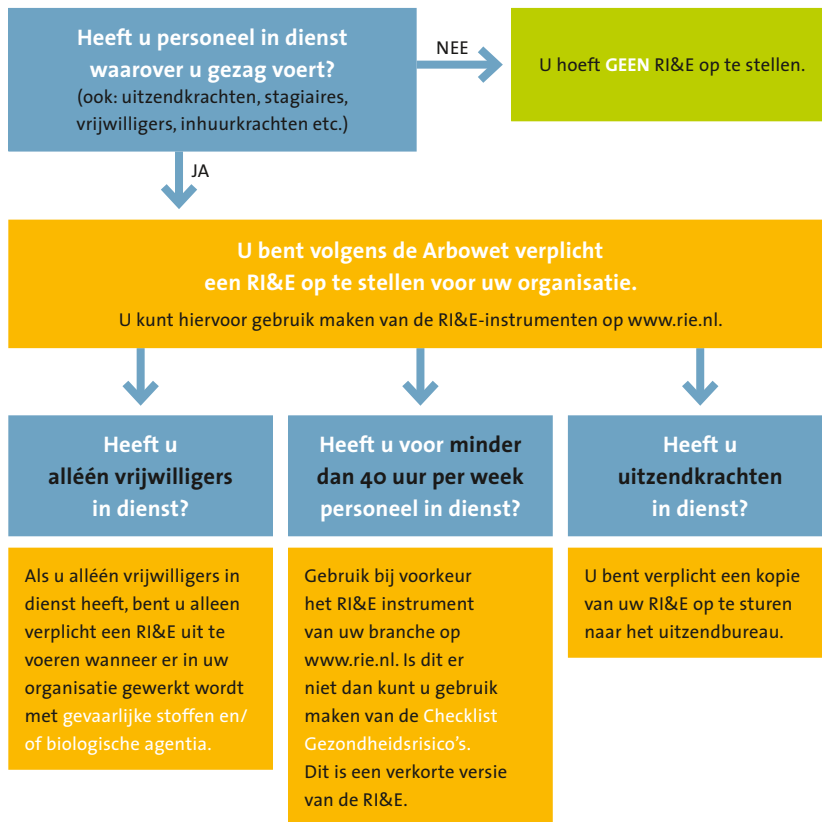 Heeft u personeel in dienst
waarover u gezag voert?
(ook: uitzendkrachten, stagiaires,
vrijwilligers, inhuurkrachten etc.)
NEE
U hoeft GEEN RI&E op te stellen.
JA
U bent volgens de Arbowet verplicht
een RI&E op te stellen voor uw organisatie.
U kunt hiervoor gebruik maken van de RI&E-instrumenten op www.rie.nl.
Heeft u
alléén vrijwilligers
in dienst?
Als u alléén vrijwilligers in
dienst heeft, bent u alleen
verplicht een RI&E uit te
voeren wanneer er in uw
organisatie gewerkt wordt
met gevaarlijke stoffen en/
of biologische agentia.
Heeft u voor minder
dan 40 uur per week
personeel in dienst?
Gebruik bij voorkeur
het RI&E instrument
van uw branche op
www.rie.nl. Is dit er
niet dan kunt u gebruik
maken van de Checklist
Gezondheidsrisico's.
Dit is een verkorte versie
van de RI&E.
Heeft u
uitzendkrachten
in dienst?
U bent verplicht een kopie
van uw RI&E op te sturen
naar het uitzendbureau.